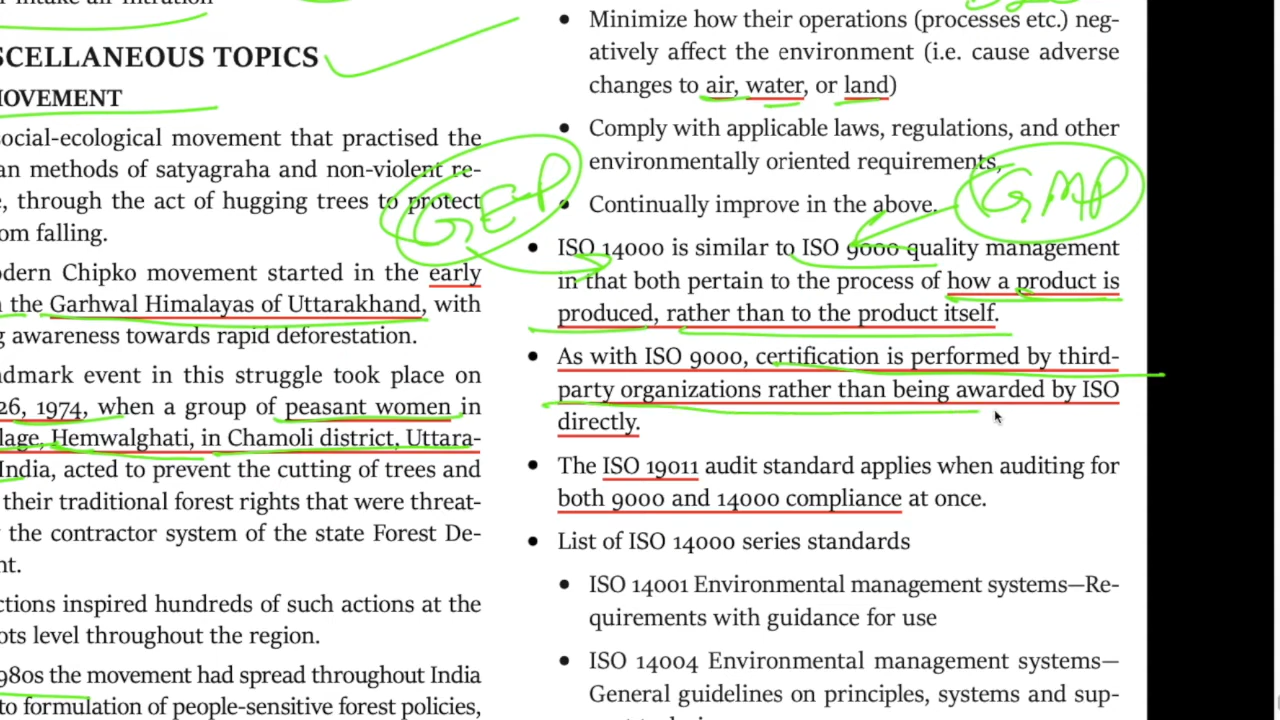 SCELLANEOUS TOPICS
MOVEMENT
social-ecological movement that practised the
an methods of satyagraha and non-violent re-
e, through the act of hugging trees to protect
om falling.
odern Chipko movement started in the early
n the Garhwal Himalayas of Uttarakhand, with
g awareness towards rapid deforestation.
ndmark event in this struggle took place on
26, 1974, when a group of peasant women in
lage, Hemwalghati, in Chamoli district, Uttara-
India, acted to prevent the cutting of trees and
their traditional forest rights that were threat-
y the contractor system of the state Forest De-
nt.
ctions inspired hundreds of such actions at the
ots level throughout the region.
980s the movement had spread throughout India
to formulation of people-sensitive forest policies,
GEP
• Minimize how their operations (processes etc.) neg-
atively affect the environment (i.e. cause adverse
changes to air, water, or land)
• Comply with applicable laws, regulations, and other
environmentally oriented requirements,
• Continually improve in the above.
GMP
• ISO 14000 is similar to ISO 9000 quality management
in that both pertain to the process of how a product is
produced, rather than to the product itself.
• As with ISO 9000, certification is performed by third-
party organizations rather than being awarded by ISO
directly.
• The ISO 19011 audit standard applies when auditing for
both 9000 and 14000 compliance at once.
• List of ISO 14000 series standards
• ISO 14001 Environmental management systems—Re-
quirements with guidance for use
• ISO 14004 Environmental management systems—
General guidelines on principles, systems and sup-